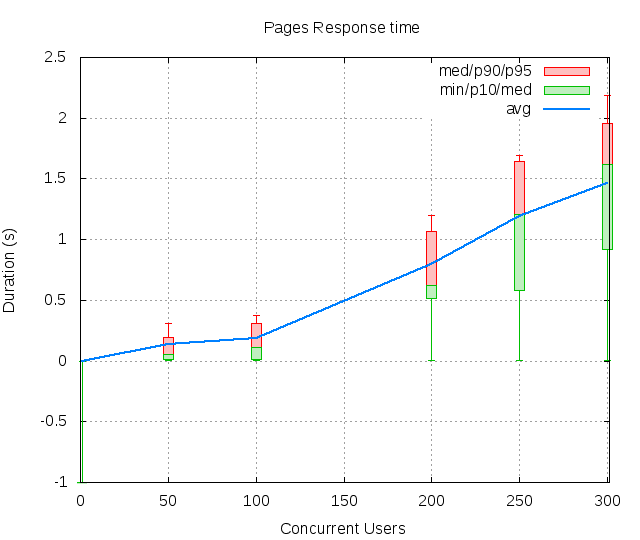 Pages Response time
2.5
2
1.5
1
0.5
0
-0.5
-1
Duration (s)
med/p90/p95
min/p10/med
avg
0 50 100 150 200 250 300
Concurrent Users